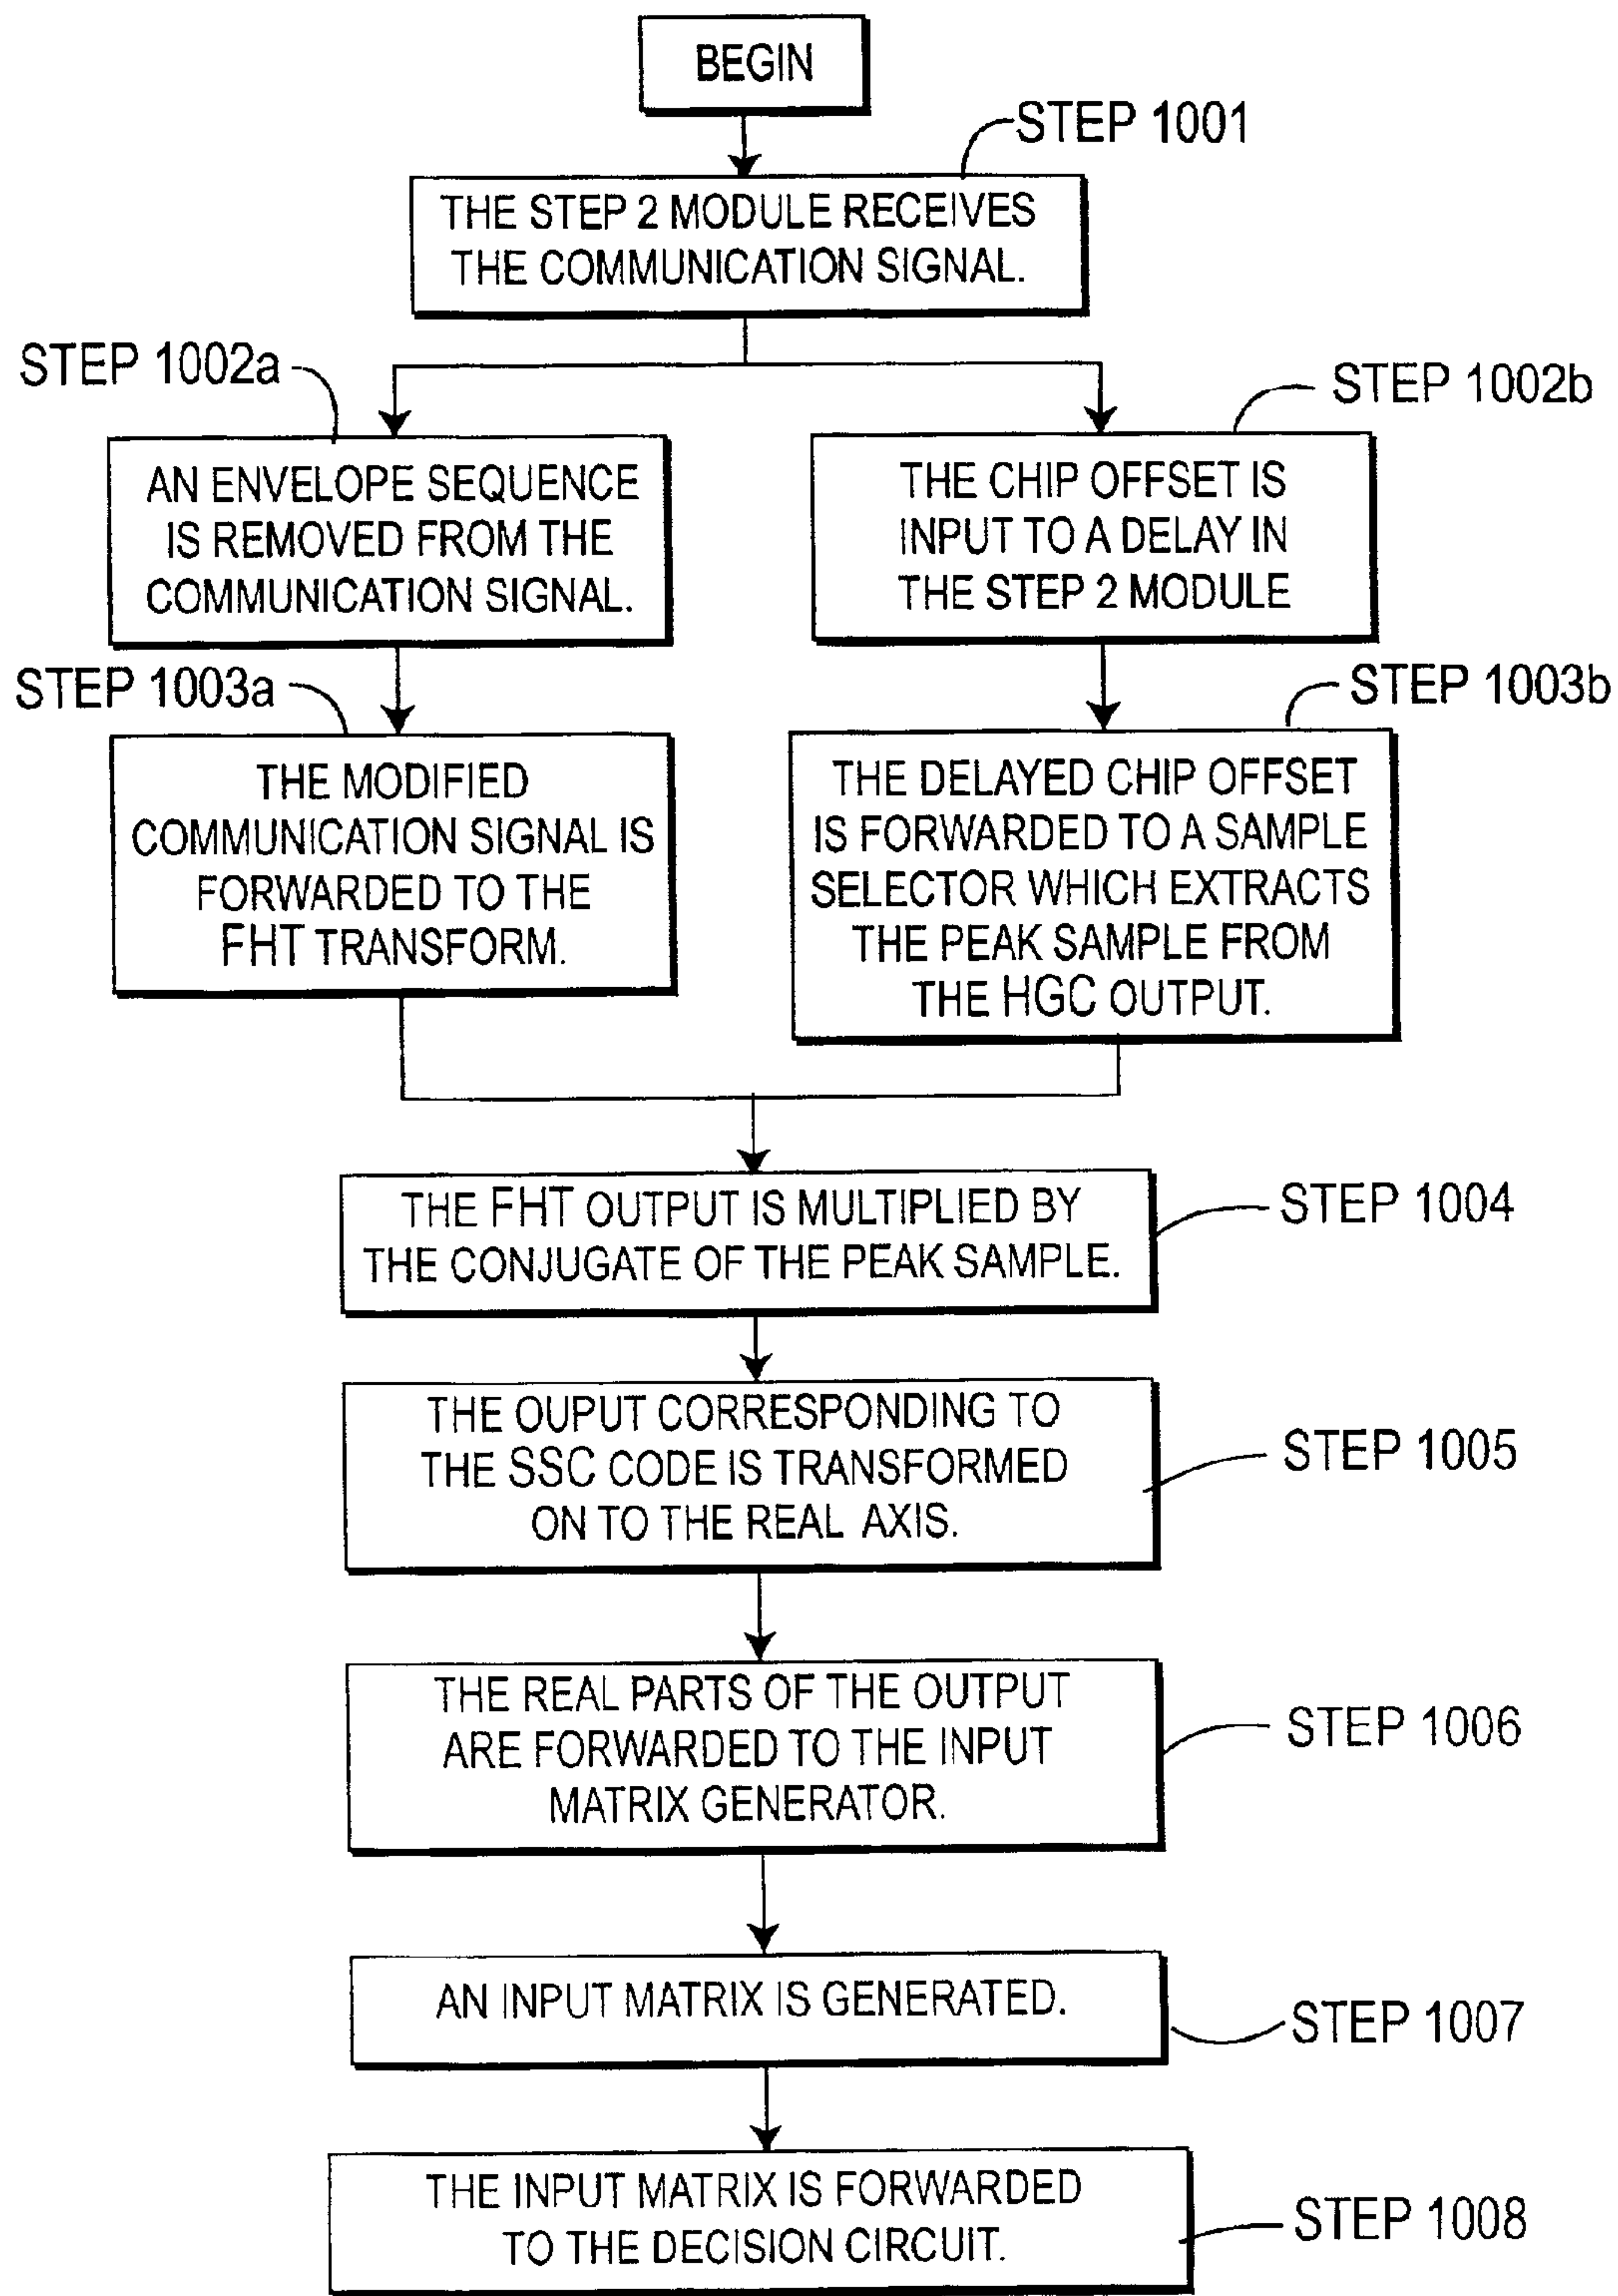 BEGIN
STEP 1001
THE STEP 2 MODULE RECEIVES
THE COMMUNICATION SIGNAL.
STEP 1002a
AN ENVELOPE SEQUENCE
IS REMOVED FROM THE
COMMUNICATION SIGNAL.
STEP 1002b
THE CHIP OFFSET IS
INPUT TO A DELAY IN
THE STEP 2 MODULE
STEP 1003a
THE MODIFIED
COMMUNICATION SIGNAL IS
FORWARDED TO THE
FHT TRANSFORM.
STEP 1003b
THE DELAYED CHIP OFFSET
IS FORWARDED TO A SAMPLE
SELECTOR WHICH EXTRACTS
THE PEAK SAMPLE FROM
THE HGC OUTPUT.
THE FHT OUTPUT IS MULTIPLIED BY
THE CONJUGATE OF THE PEAK SAMPLE.
STEP 1004
THE OUPUT CORRESPONDING TO
THE SSC CODE IS TRANSFORMED
ON TO THE REAL AXIS.
STEP 1005
THE REAL PARTS OF THE OUTPUT
ARE FORWARDED TO THE INPUT
MATRIX GENERATOR.
STEP 1006
AN INPUT MATRIX IS GENERATED.
STEP 1007
THE INPUT MATRIX IS FORWARDED
TO THE DECISION CIRCUIT.
STEP 1008